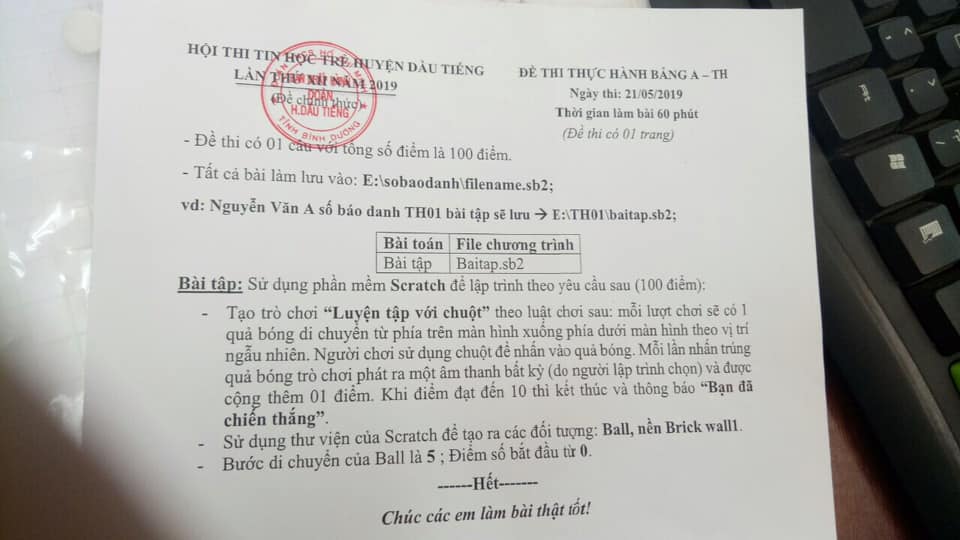 HỘI THI TIN HỌC TRẺ HUYỆN DẦU TIẾNG
LẦN THỨ XII NĂM 2019
(Đề chính thức)
ĐOÀN
H.DẦU TIẾNG
TỈNH BÌNH DƯƠNG
ĐỀ THI THỰC HÀNH BẢNG A – TH
Ngày thi: 21/05/2019
Thời gian làm bài 60 phút
(Đề thi có 01 trang)
- Đề thi có 01 câu với tổng số điểm là 100 điểm.
- Tất cả bài làm lưu vào: E:\sobaodanh\filename.sb2;
vd: Nguyễn Văn A số báo danh TH01 bài tập sẽ lưu → E:\TH01\baitap.sb2;
Bài toán File chương trình
Bài tập Baitap.sb2
Bài tập: Sử dụng phần mềm Scratch để lập trình theo yêu cầu sau (100 điểm):
- Tạo trò chơi “Luyện tập với chuột” theo luật chơi sau: mỗi lượt chơi sẽ có 1
quả bóng di chuyển từ phía trên màn hình xuống phía dưới màn hình theo vị trí
ngẫu nhiên. Người chơi sử dụng chuột để nhấn vào quả bóng. Mỗi lần nhấn trúng
quả bóng trò chơi phát ra một âm thanh bất kỳ (do người lập trình chọn) và được
cộng thêm 01 điểm. Khi điểm đạt đến 10 thì kết thúc và thông báo “Bạn đã
chiến thắng”.
- Sử dụng thư viện của Scratch để tạo ra các đối tượng: Ball, nền Brick wall1.
- Bước di chuyển của Ball là 5 ; Điểm số bắt đầu từ 0.
------Hết-------
Chúc các em làm bài thật tốt!